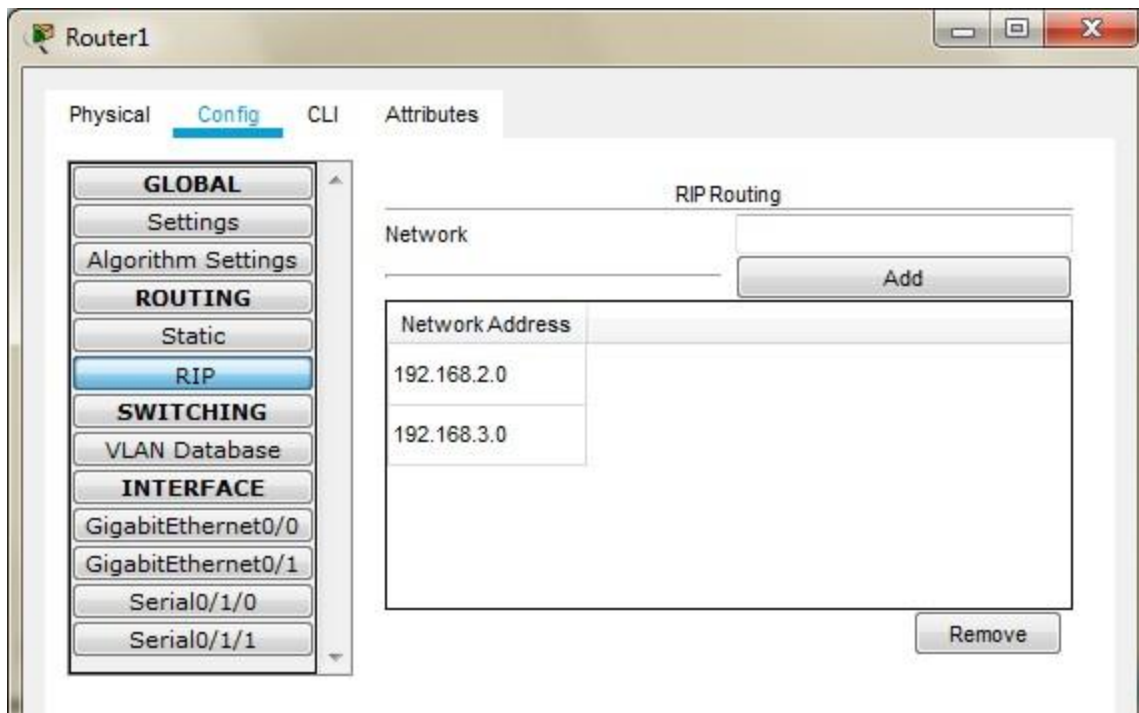 Router1
Physical Config CLI Attributes
GLOBAL
Settings
Algorithm Settings
ROUTING
Static
RIP
SWITCHING
VLAN Database
INTERFACE
GigabitEthernet0/0
GigabitEthernet0/1
Serial0/1/0
Serial0/1/1
RIP Routing
Network
Add
Network Address
192.168.2.0
192.168.3.0
Remove